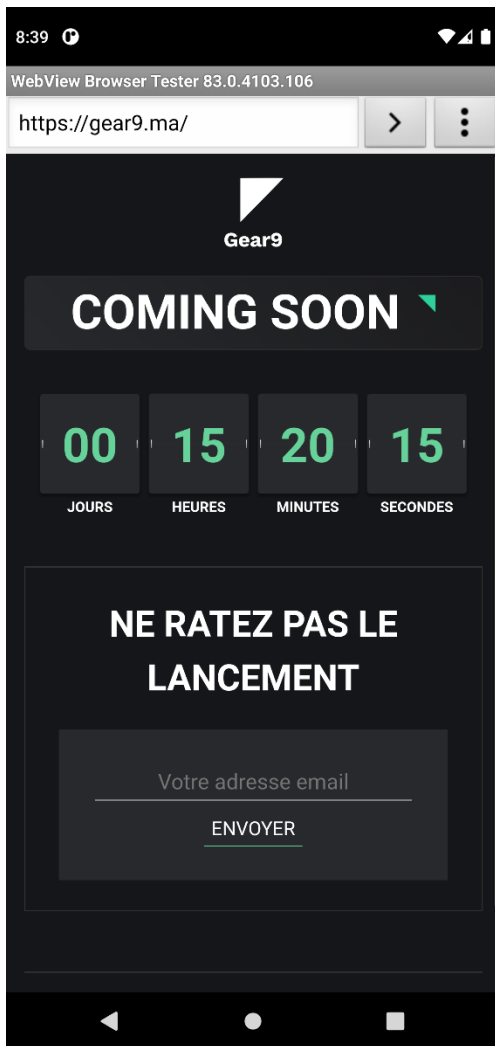 8:39
WebView Browser Tester 83.0.4103.106
https://gear9.ma/
Gear9
COMING SOON
00 15 20 15
JOURS HEURES MINUTES SECONDES
NE RATEZ PAS LE
LANCEMENT
Votre adresse email
ENVOYER